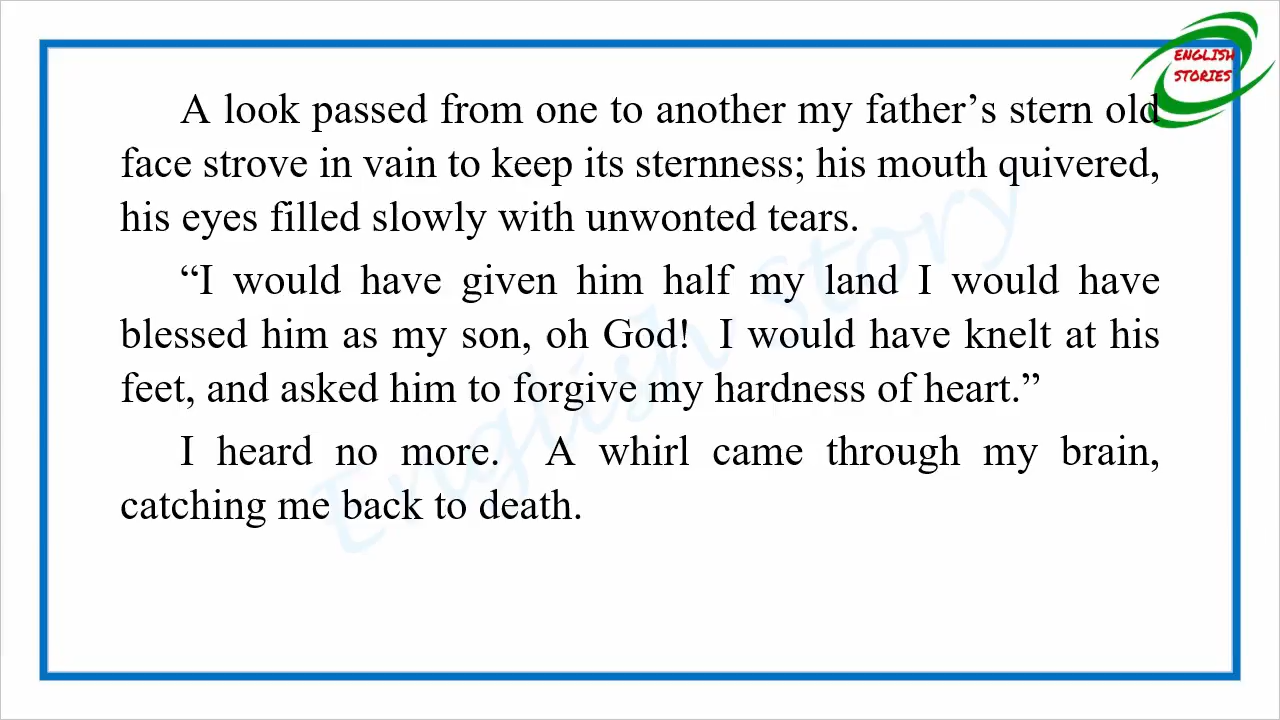 ENGLISH
STORIES
A look passed from one to another my father’s stern old
face strove in vain to keep its sternness; his mouth quivered,
his eyes filled slowly with unwonted tears.
“I would have given him half my land I would have
blessed him as my son, oh God!  I would have knelt at his
feet, and asked him to forgive my hardness of heart.”
I heard no more.  A whirl came through my brain,
catching me back to death.
English Story